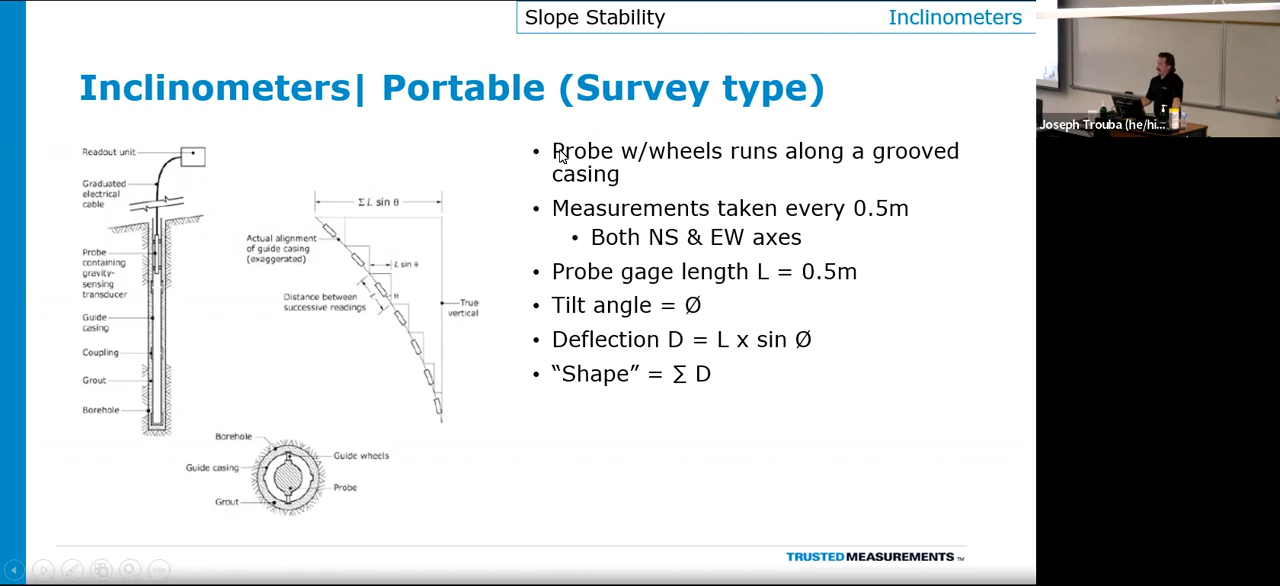 Slope Stability
Inclinometers
Inclinometers| Portable (Survey type)
Joseph Trouba (he/hi...
• Probe w/wheels runs along a grooved
casing
• Measurements taken every 0.5m
• Both NS & EW axes
• Probe gage length L = 0.5m
• Tilt angle = Ø
• Deflection D = L x sin Ø
• “Shape” = ∑ D
Readout unit
Graduated
electrical
cable
Probe
containing
gravity-
sensing
transducer
Guide
casing
Coupling
Grout
Borehole
Σ L sin θ
Actual alignment
of guide casing
(exaggerated)
L sin θ
θ
Distance between
successive readings
True
vertical
Borehole
Guide wheels
Guide casing
Probe
Grout
TRUSTED MEASUREMENTS™